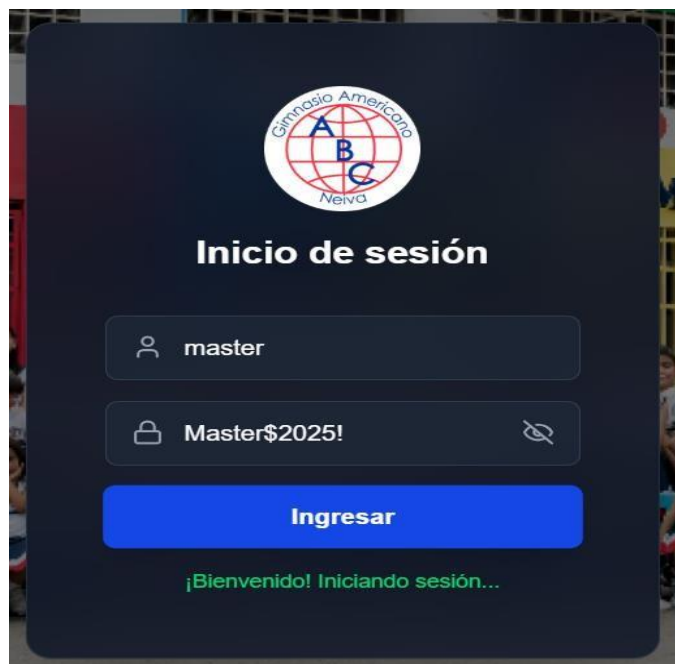 Gimnasio Americano
A
B
C
Neiva
Inicio de sesión
master
Master$2025!
Ingresar
¡Bienvenido! Iniciando sesión...